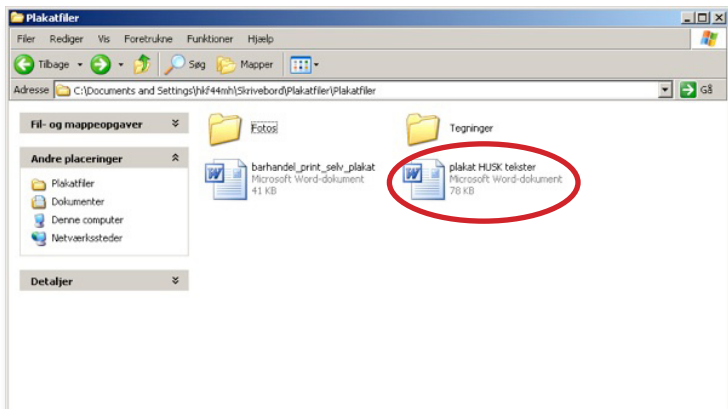 Plakatfiler
Filer Rediger Vis Foretrukne Funktioner Hjælp
Tilbage Søg Mapper
Adresse C:\Documents and Settings\hkf44mh\Skrivebord\Plakatfiler\Plakatfiler Gå
Fil- og mappeopgaver
Andre placeringer
Plakatfiler
Dokumenter
Denne computer
Netværkssteder
Detaljer
Fotos
Tegninger
barhandel_print_selv_plakat
Microsoft Word-dokument
41 KB
plakat HUSK tekster
Microsoft Word-dokument
78 KB